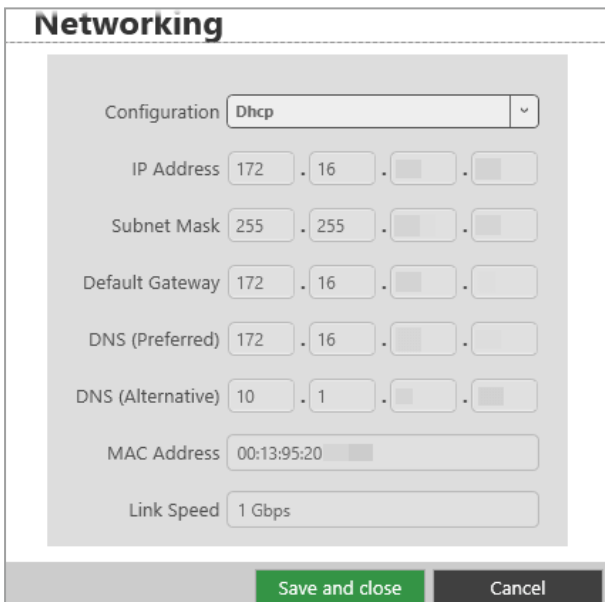 Networking
Configuration Dhcp
IP Address 172 . 16 . .
Subnet Mask 255 . 255 . .
Default Gateway 172 . 16 . .
DNS (Preferred) 172 . 16 . .
DNS (Alternative) 10 . 1 . .
MAC Address 00:13:95:20
Link Speed 1 Gbps
Save and close Cancel